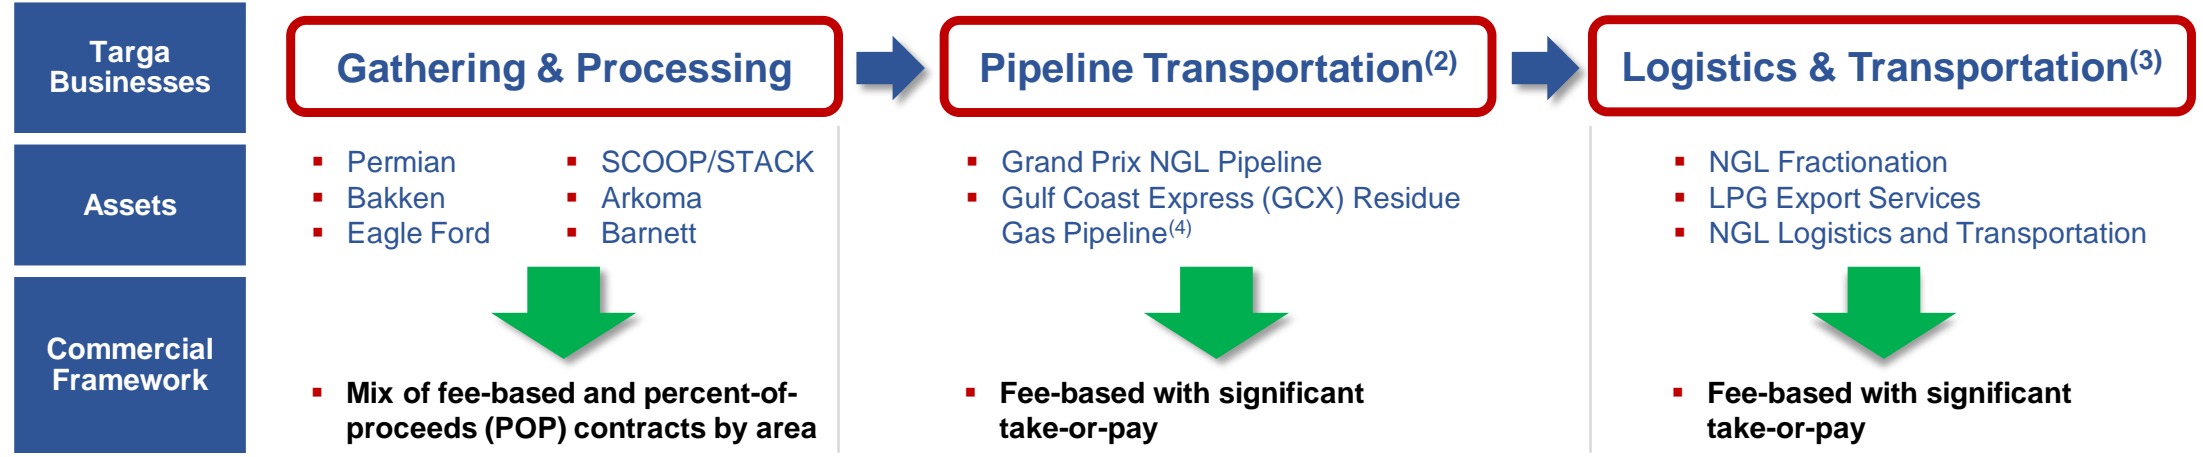 Targa
Businesses
Gathering & Processing
Pipeline Transportation(2)
Logistics & Transportation(3)
Assets
▪ Permian
▪ Bakken
▪ Eagle Ford
▪ SCOOP/STACK
▪ Arkoma
▪ Barnett
▪ Grand Prix NGL Pipeline
▪ Gulf Coast Express (GCX) Residue
Gas Pipeline(4)
▪ NGL Fractionation
▪ LPG Export Services
▪ NGL Logistics and Transportation
Commercial
Framework
▪ Mix of fee-based and percent-of-
proceeds (POP) contracts by area
▪ Fee-based with significant
take-or-pay
▪ Fee-based with significant
take-or-pay